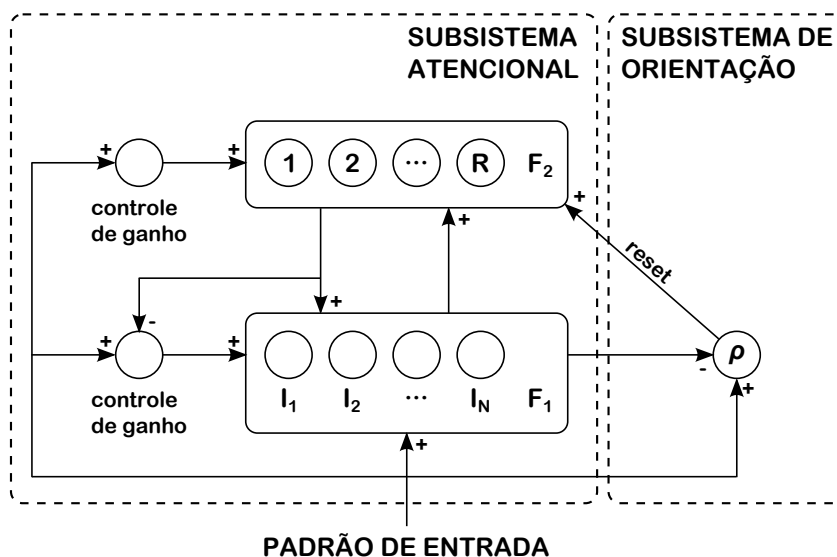 SUBSISTEMA
ATENCIONAL
SUBSISTEMA DE
ORIENTAÇÃO
+
+
1
2
...
R
F2
controle
de ganho
+
+
reset
-
+
+
+
ρ
-
+
I1
I2
...
IN
F1
controle
de ganho
+
PADRÃO DE ENTRADA